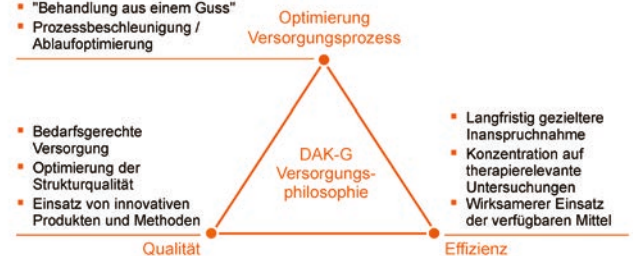 "Behandlung aus einem Guss"
Prozessbeschleunigung /
Ablaufoptimierung
Optimierung
Versorgungsprozess
Bedarfsgerechte
Versorgung
Optimierung der
Strukturqualität
Einsatz von innovativen
Produkten und Methoden
Qualität
DAK-G
Versorgungs-
philosophie
Langfristig gezieltere
Inanspruchnahme
Konzentration auf
therapierelevante
Untersuchungen
Wirksamerer Einsatz
der verfügbaren Mittel
Effizienz